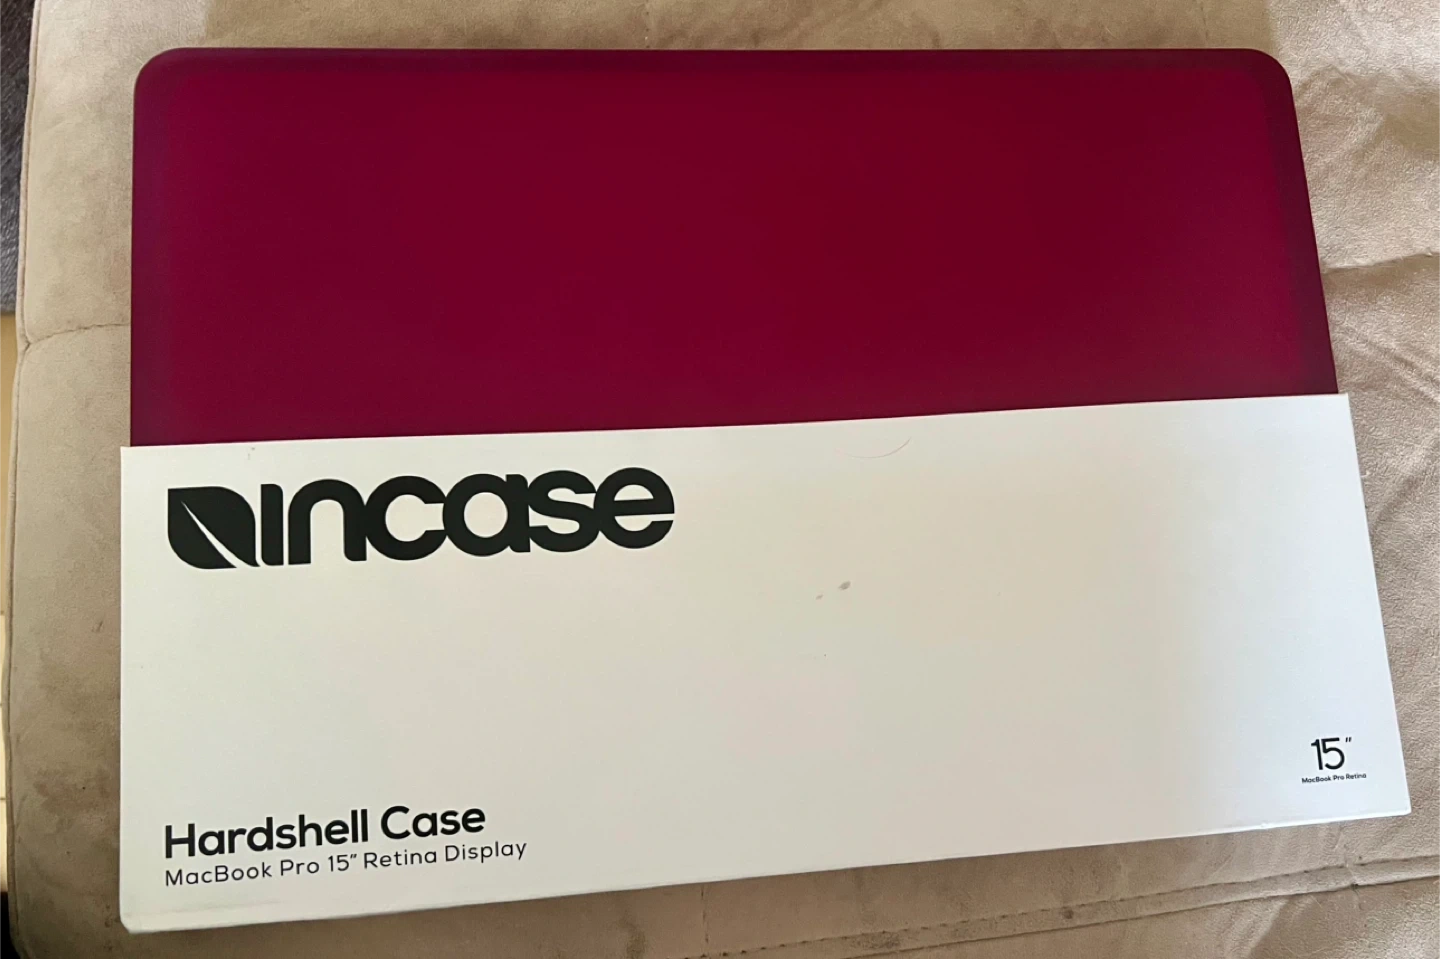 incase
15"
MacBook Pro Retina
Hardshell Case
MacBook Pro 15" Retina Display